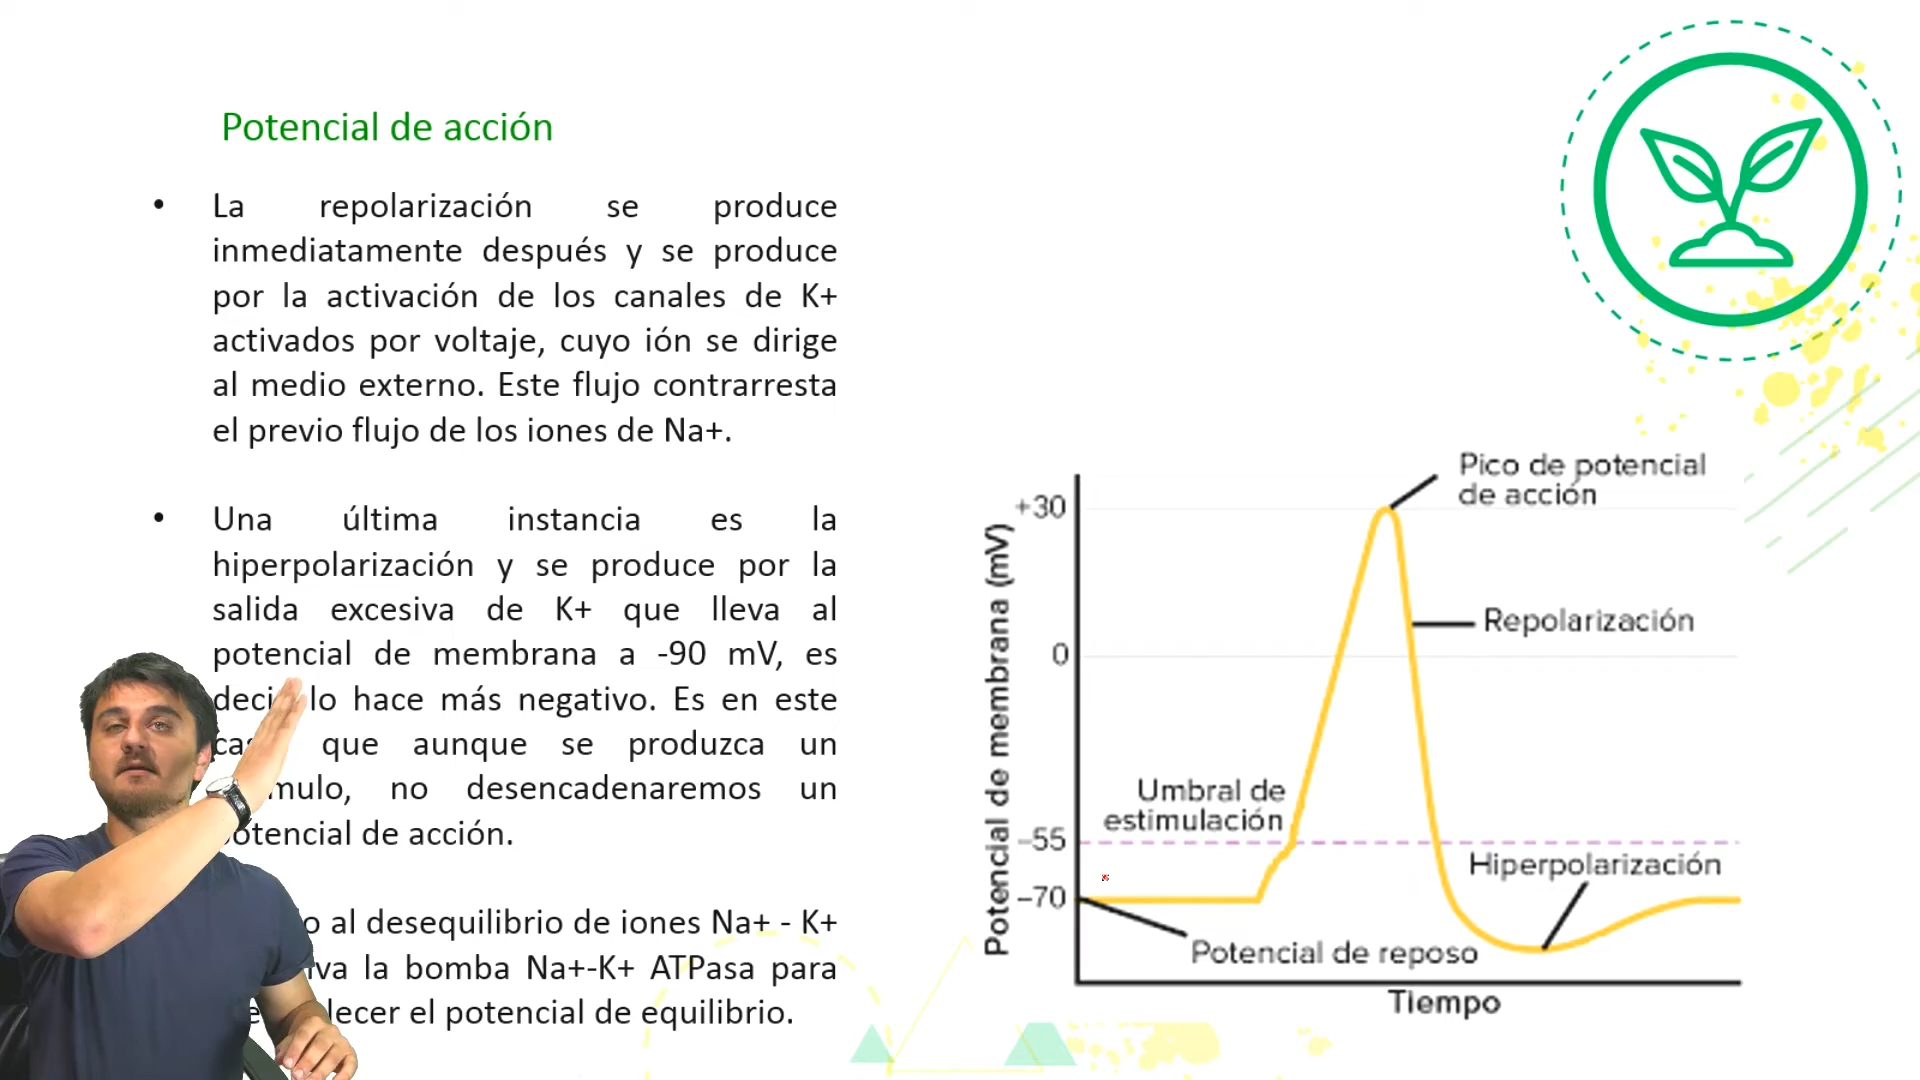 Potencial de acción
• La repolarización se produce
inmediatamente después y se produce
por la activación de los canales de K+
activados por voltaje, cuyo ión se dirige
al medio externo. Este flujo contrarresta
el previo flujo de los iones de Na+.
• Una última instancia es la
hiperpolarización y se produce por la
salida excesiva de K+ que lleva al
potencial de membrana a -90 mV, es
lo hace más negativo. Es en este
que aunque se produzca un
no desencadenaremos un
de acción.
al desequilibrio de iones Na+ - K+
la bomba Na+-K+ ATPasa para
el potencial de equilibrio.
Pico de potencial
de acción
+30
Repolarización
0
Potencial de membrana (mV)
Umbral de
estimulación
-55
Hiperpolarización
-70
Potencial de reposo
Tiempo